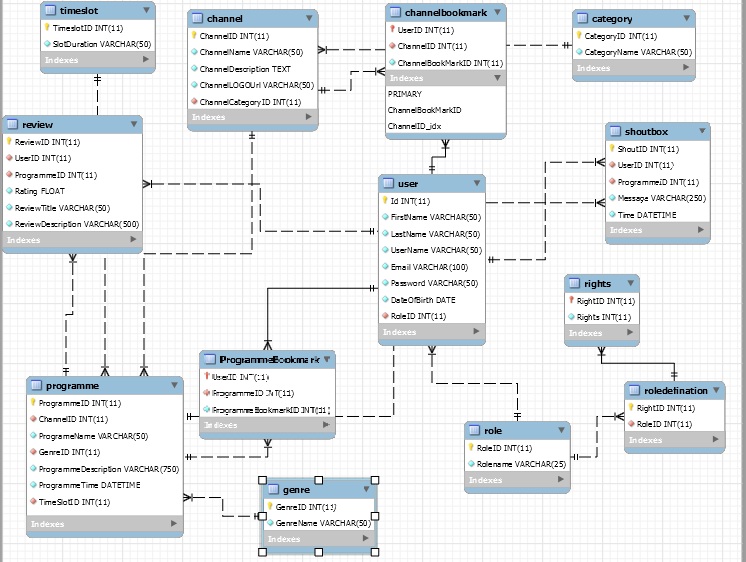 timeslot
TimeslotID INT(11)
SlotDuration VARCHAR(50)
Indexes
channel
ChannelID INT(11)
ChannelName VARCHAR(50)
ChannelDescription TEXT
ChannelLOGOUrl VARCHAR(50)
ChannelCategoryID INT(11)
Indexes
channelbookmark
UserID INT(11)
ChannelID INT(11)
ChannelBookMarkID INT(11)
Indexes
PRIMARY
ChannelBookMarkID
ChannelID_idx
category
CategoryID INT(11)
CategoryName VARCHAR(50)
Indexes
review
ReviewID INT(11)
UserID INT(11)
ProgrammeID INT(11)
Rating FLOAT
ReviewTitle VARCHAR(50)
ReviewDescription VARCHAR(500)
Indexes
user
Id INT(11)
FirstName VARCHAR(50)
LastName VARCHAR(50)
UserName VARCHAR(50)
Email VARCHAR(100)
Password VARCHAR(50)
DateOfBirth DATE
RoleID INT(11)
Indexes
shoutbox
ShoutID INT(11)
UserID INT(11)
ProgrammeID INT(11)
Message VARCHAR(250)
Time DATETIME
Indexes
rights
RightID INT(11)
Rights INT(11)
Indexes
programme
ProgrammeID INT(11)
ChannelID INT(11)
ProgrameName VARCHAR(50)
GenreID INT(11)
ProgrammeDescription VARCHAR(750)
ProgrammeTime DATETIME
TimeSlotID INT(11)
Indexes
ProgrammeBookmark
UserID INT(11)
ProgrammeID INT(11)
ProgrammeBookmarkID INT(11)
Indexes
role
RoleID INT(11)
Rolename VARCHAR(25)
Indexes
roledefination
RightID INT(11)
RoleID INT(11)
Indexes
genre
GenreID INT(11)
GenreName VARCHAR(50)
Indexes